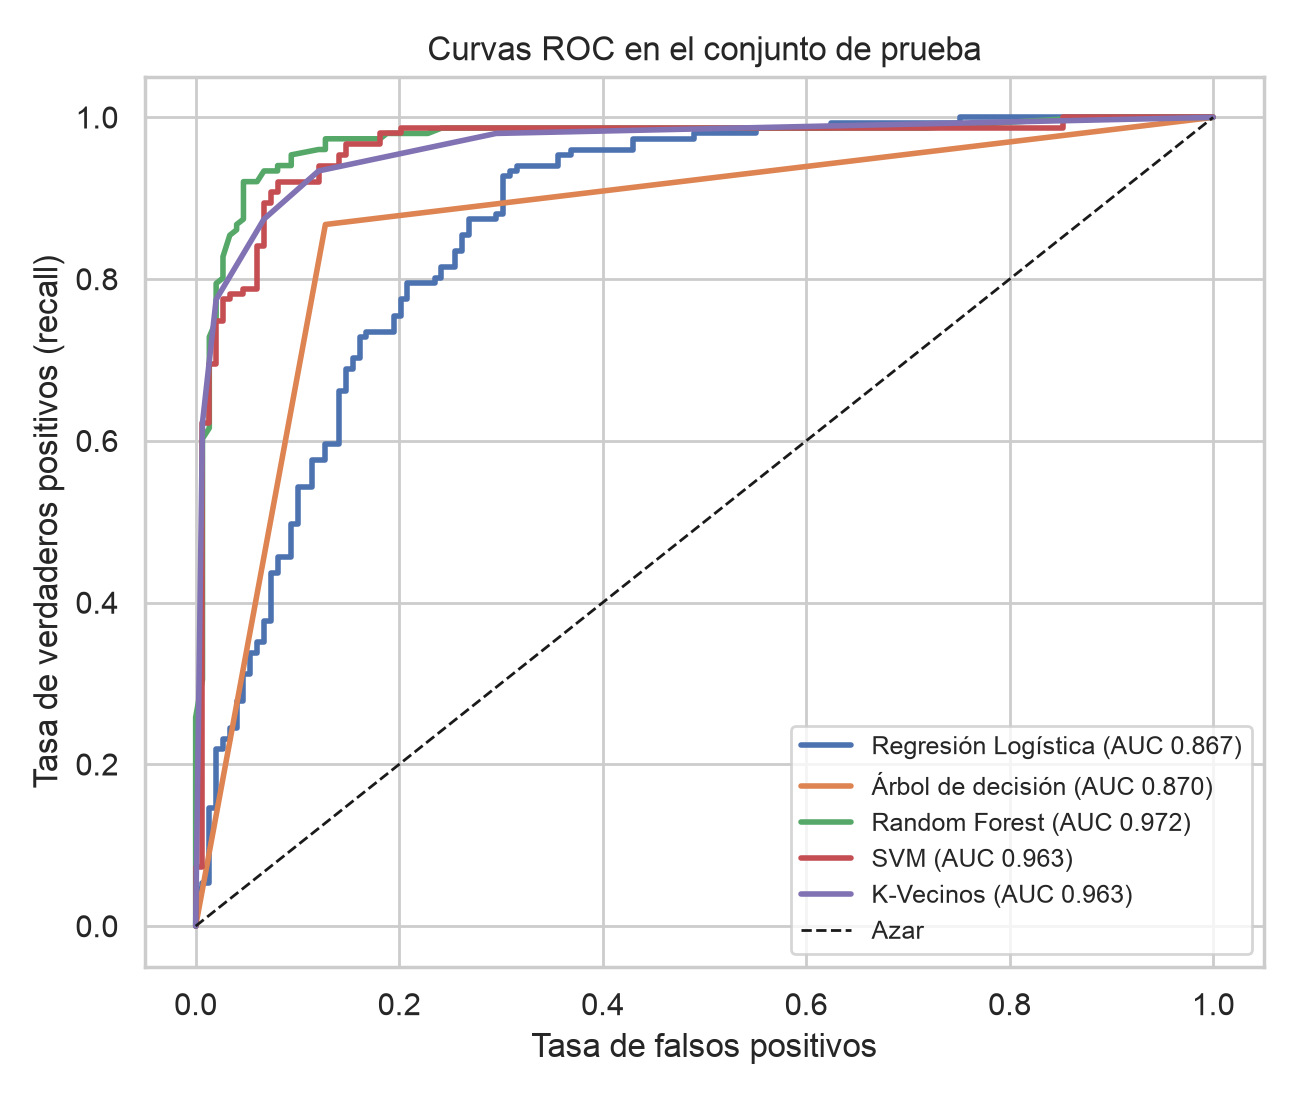 Curvas ROC en el conjunto de prueba
Tasa de verdaderos positivos (recall)
1.0
0.8
0.6
0.4
0.2
0.0
Regresión Logística (AUC 0.867)
Árbol de decisión (AUC 0.870)
Random Forest (AUC 0.972)
SVM (AUC 0.963)
K-Vecinos (AUC 0.963)
Azar
0.0 0.2 0.4 0.6 0.8 1.0
Tasa de falsos positivos